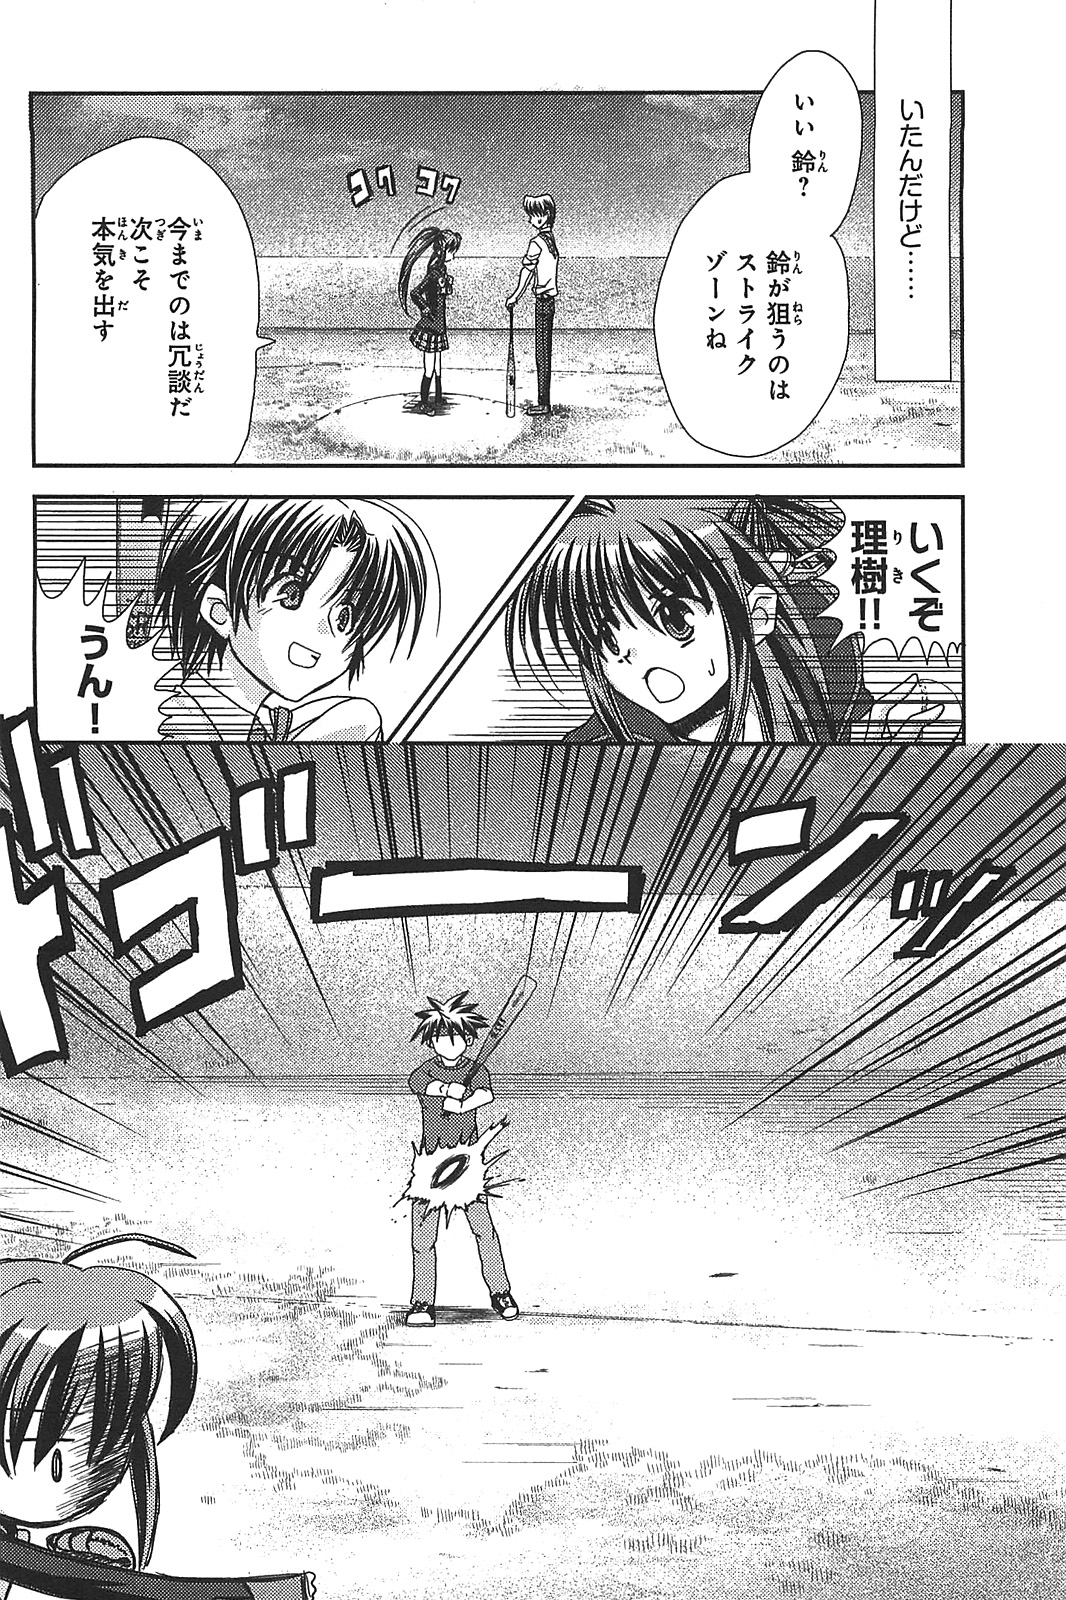 いたんだけど……
いい鈴?
鈴が狙うのは
ストライク
ゾーンね
コクコク
今までのは冗談だ
次こそ
本気を出す
いくぞ
理樹!!
うん!
ドゴーンッ